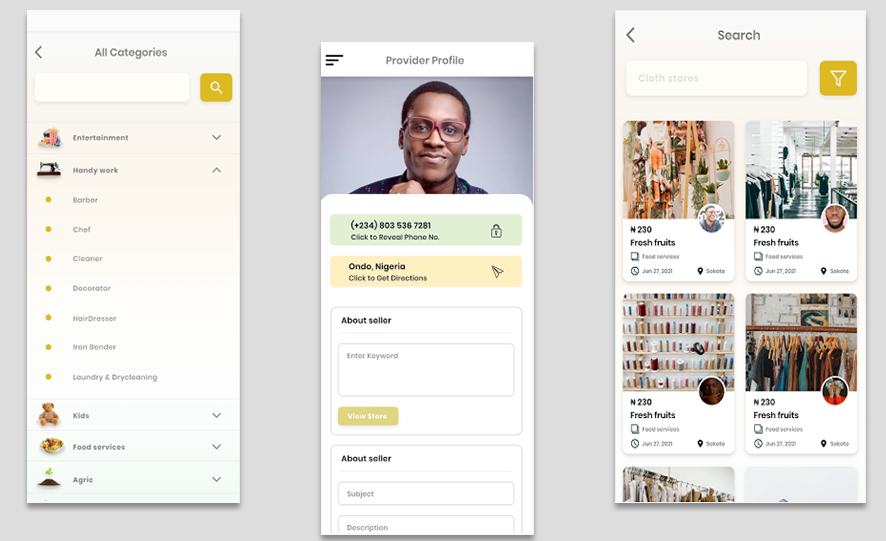 All Categories
Entertainment
Handy work
Barber
Chef
Cleaner
Decorator
HairDresser
Iron Bender
Laundry & Drycleaning
Kids
Food services
Agric
Provider Profile
(+234) 803 536 7281
Click to Reveal Phone No.
Ondo, Nigeria
Click to Get Directions
About seller
Enter Keyword
View Store
About seller
Subject
Description
Search
Cloth stores
₦ 230
Fresh fruits
Food services
Jun 27, 2021 Sokoto
₦ 230
Fresh fruits
Food services
Jun 27, 2021 Sokoto
₦ 230
Fresh fruits
Food services
Jun 27, 2021 Sokoto
₦ 230
Fresh fruits
Food services
Jun 27, 2021 Sokoto